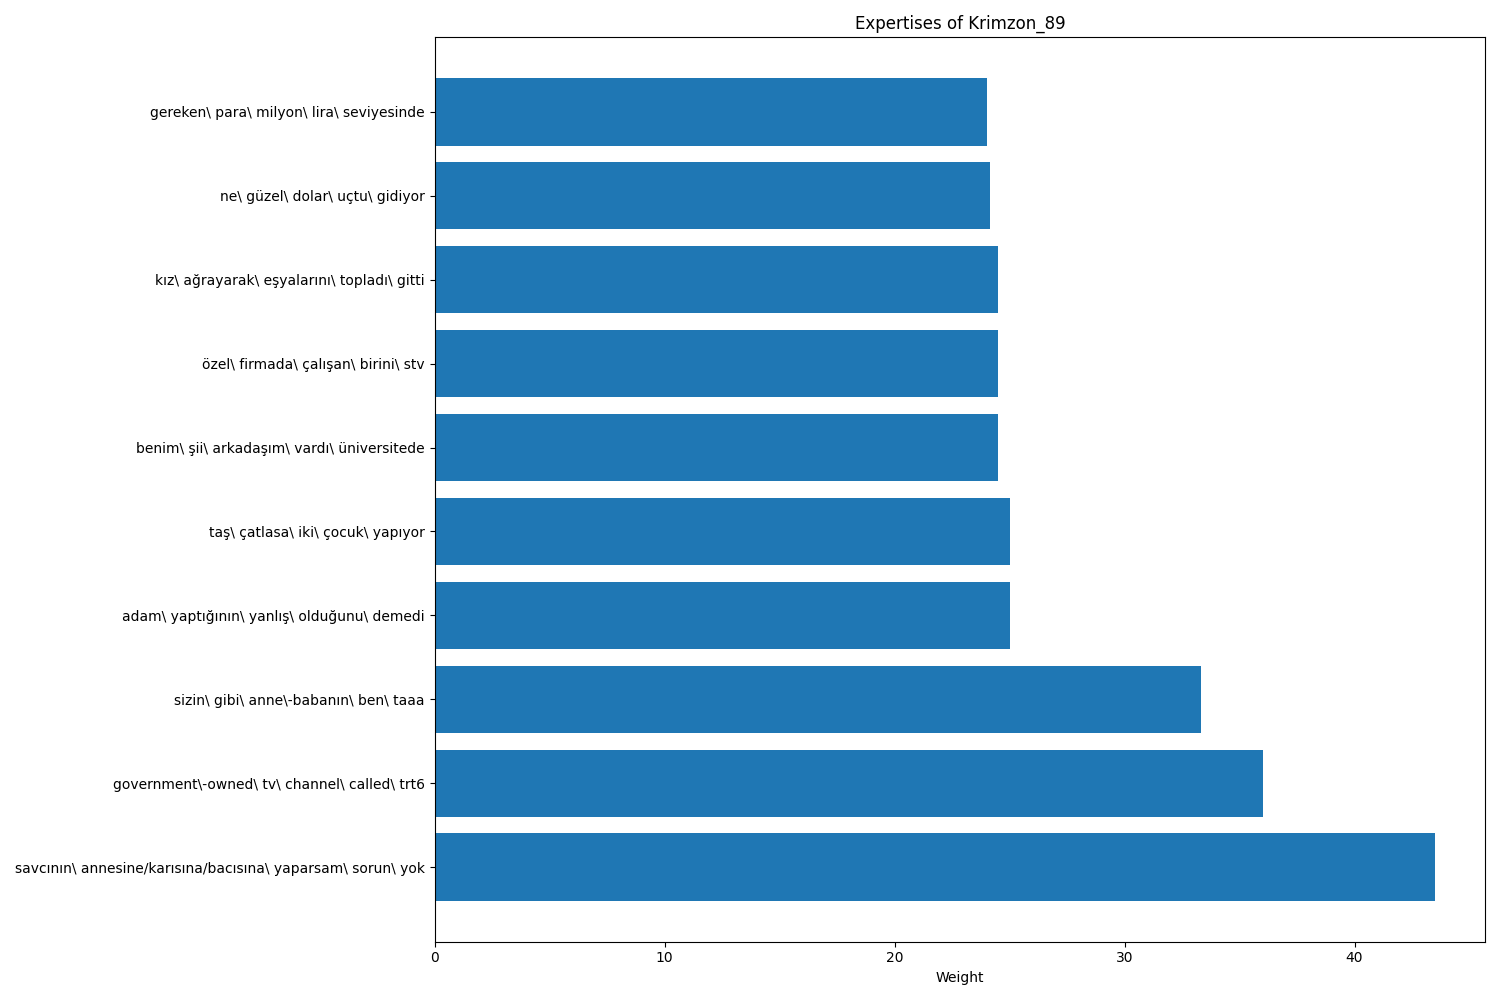 Expertises of Krimzon_89
gereken\ para\ milyon\ lira\ seviyesinde
ne\ güzel\ dolar\ uçtu\ gidiyor
kız\ ağrayarak\ eşyalarını\ topladı\ gitti
özel\ firmada\ çalışan\ birini\ stv
benim\ şii\ arkadaşım\ vardı\ üniversitede
taş\ çatlasa\ iki\ çocuk\ yapıyor
adam\ yaptığının\ yanlış\ olduğunu\ demedi
sizin\ gibi\ anne\-babanın\ ben\ taaa
government\-owned\ tv\ channel\ called\ trt6
savcının\ annesine/karısına/bacısına\ yaparsam\ sorun\ yok
0 10 20 30 40
Weight